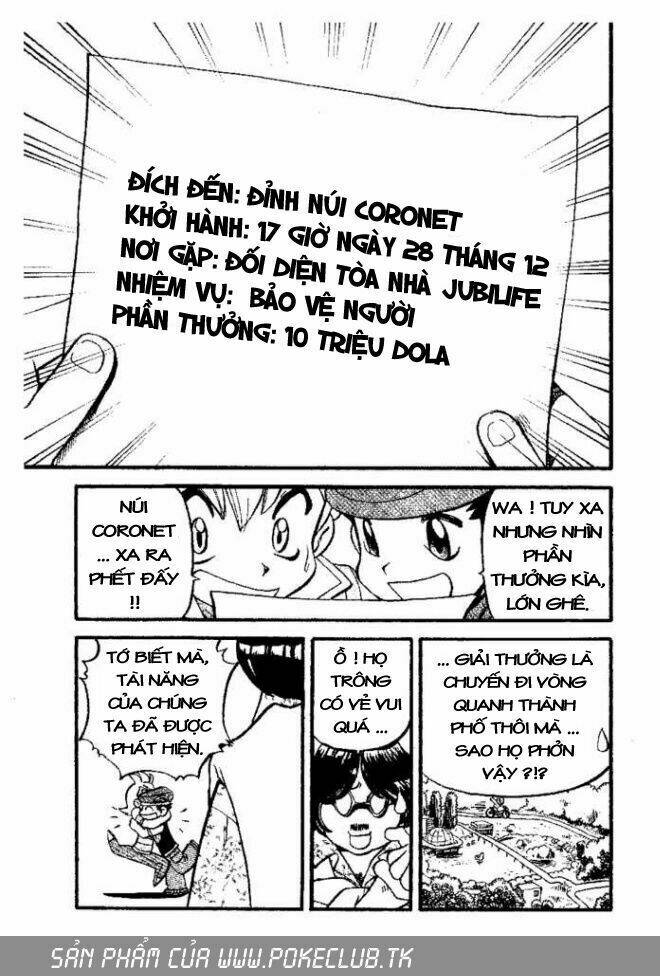 ĐÍCH ĐẾN: ĐỈNH NÚI CORONET
KHỞI HÀNH: 17 GIỜ NGÀY 28 THÁNG 12
NƠI GẶP: ĐỐI DIỆN TÒA NHÀ JUBILIFE
NHIỆM VỤ: BẢO VỆ NGƯỜI
PHẦN THƯỞNG: 10 TRIỆU DOLA
NÚI
CORONET
... XA RA
PHẾT ĐẤY
!!
WA ! TUY XA
NHƯNG NHÌN
PHẦN
THƯỞNG KÌA,
LỚN GHÊ.
TỚ BIẾT MÀ,
TÀI NĂNG
CỦA CHÚNG
TA ĐÃ ĐƯỢC
PHÁT HIỆN.
Ồ ! HỌ
TRÔNG
CÓ VẺ VUI
QUÁ ...
... GIẢI THƯỞNG LÀ
CHUYẾN ĐI VÒNG
QUANH THÀNH
PHỐ THÔI MÀ ...
SAO HỌ PHỞN
VẬY ?!?
SẢN PHẨM CỦA WWW.POKECLUB.TK